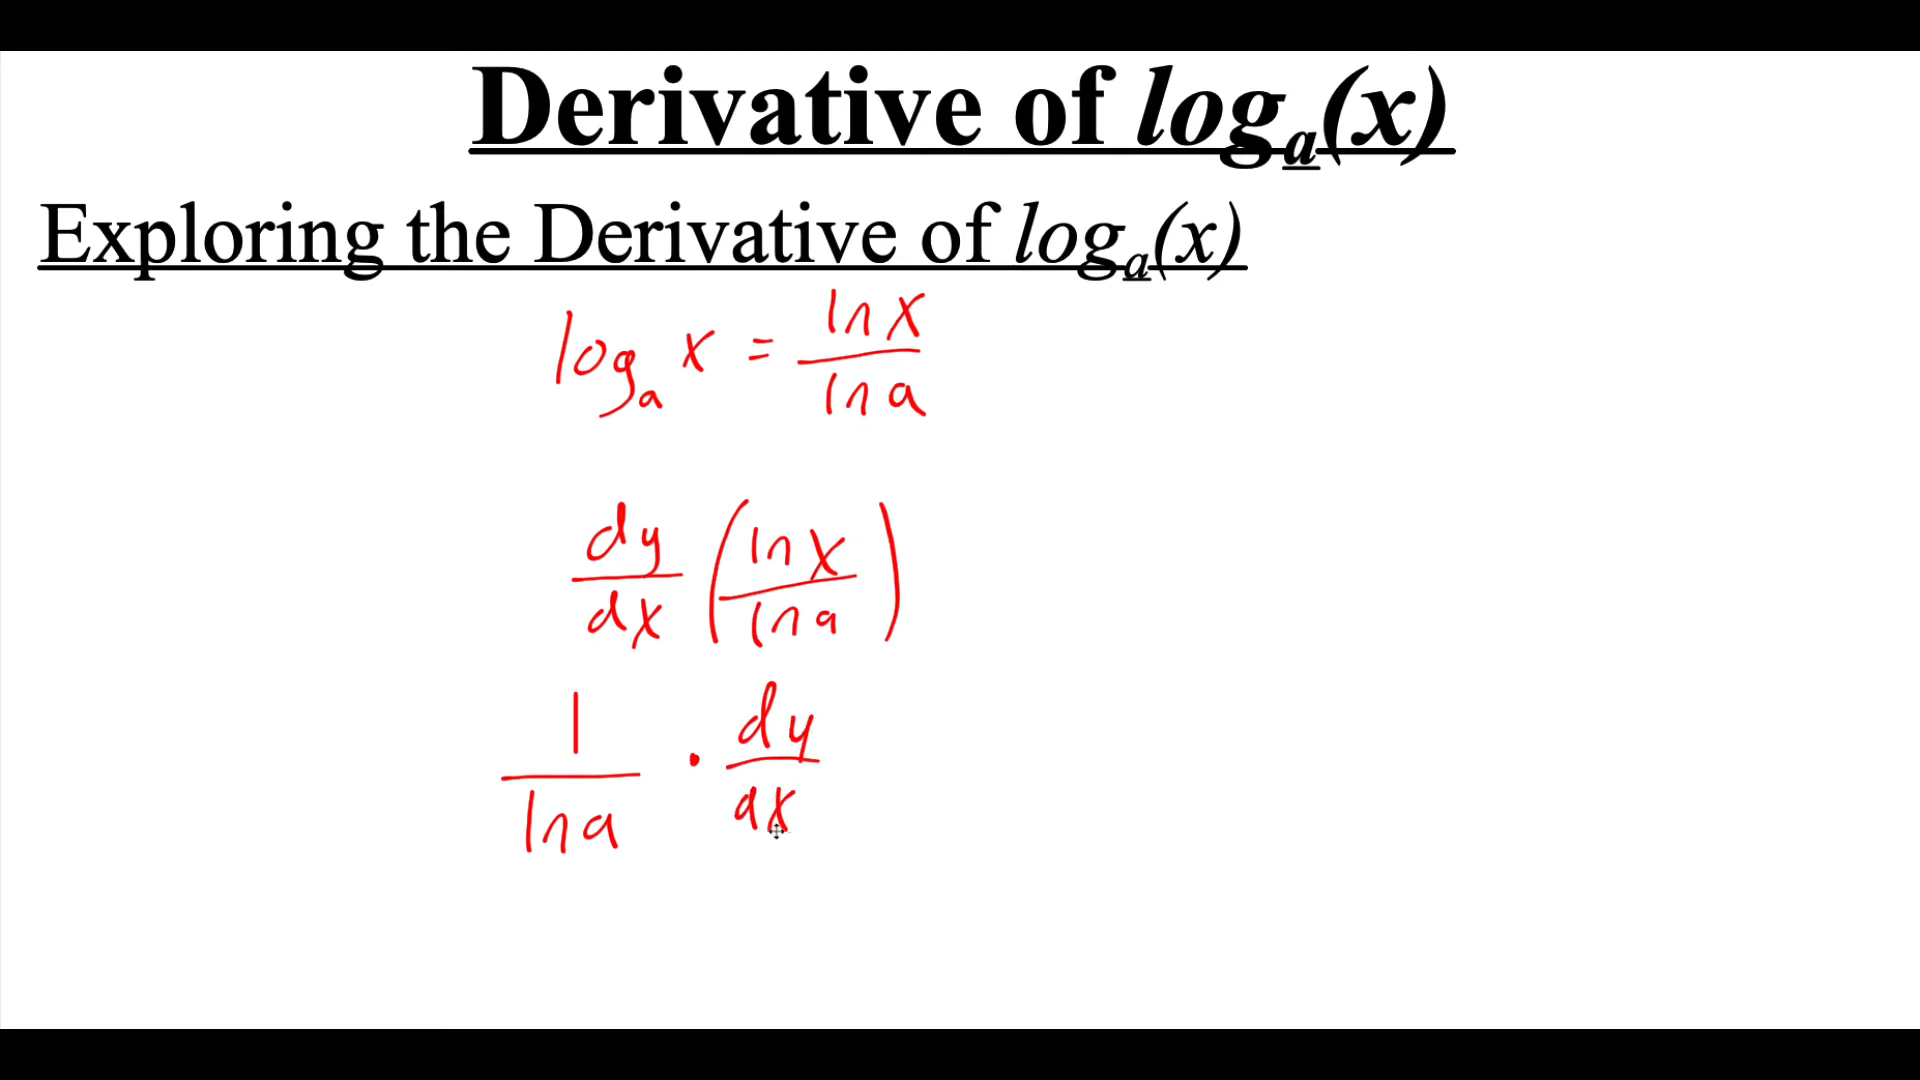 Derivative of logₐ(x)
Exploring the Derivative of logₐ(x)
logₐ x = ln x / ln a
dy/dx (ln x / ln a)
1/ln a · dy/dx